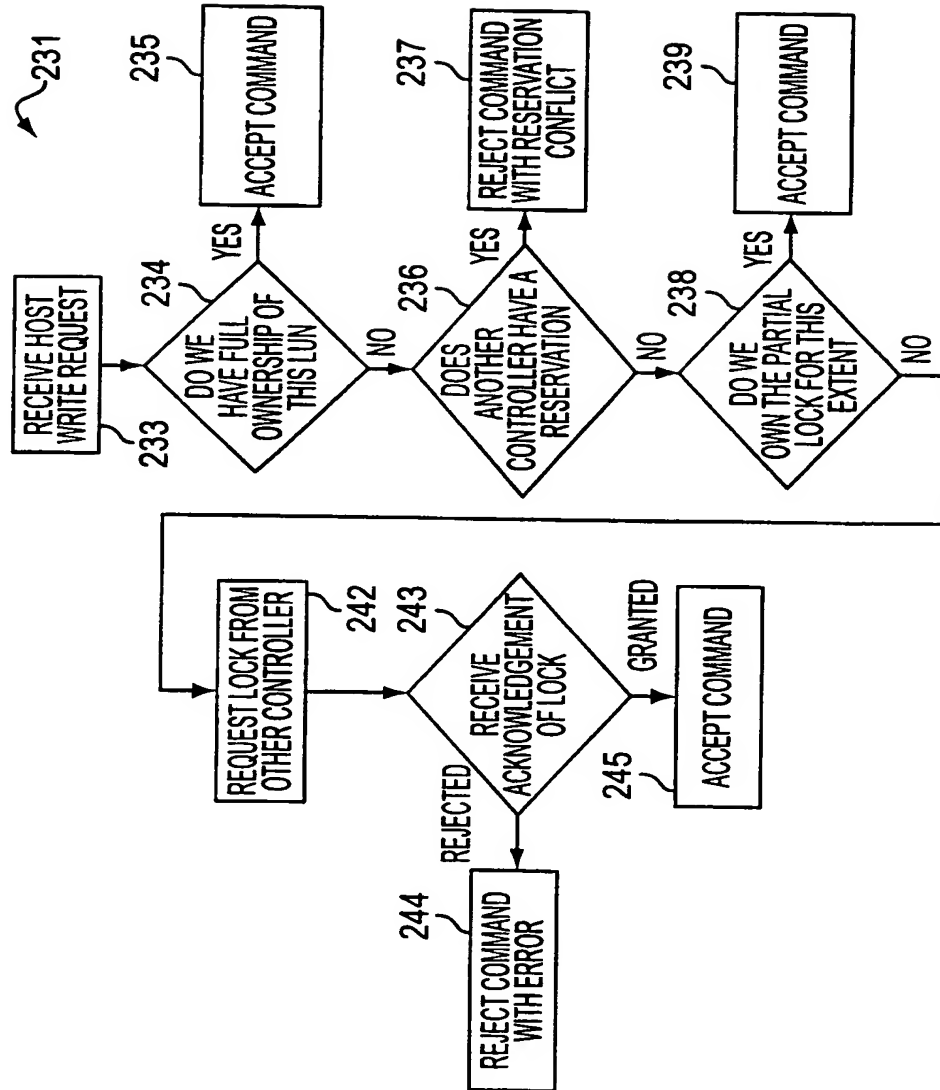 231
RECEIVE HOST
WRITE REQUEST
233
DO WE
HAVE FULL
OWNERSHIP OF
THIS LUN
234
YES
ACCEPT COMMAND
235
NO
DOES
ANOTHER
CONTROLLER HAVE A
RESERVATION
236
YES
REJECT COMMAND
WITH RESERVATION
CONFLICT
237
NO
DO WE
OWN THE PARTIAL
LOCK FOR THIS
EXTENT
238
YES
ACCEPT COMMAND
239
NO
REQUEST LOCK FROM
OTHER CONTROLLER
242
RECEIVE
ACKNOWLEDGEMENT
OF LOCK
243
REJECTED
REJECT COMMAND
WITH ERROR
244
GRANTED
ACCEPT COMMAND
245